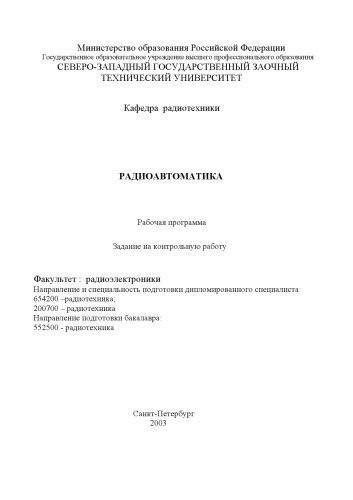 Министерство образования Российской Федерации
Государственное образовательное учреждение высшего профессионального образования
СЕВЕРО-ЗАПАДНЫЙ ГОСУДАРСТВЕННЫЙ ЗАОЧНЫЙ
ТЕХНИЧЕСКИЙ УНИВЕРСИТЕТ
Кафедра радиотехники
РАДИОАВТОМАТИКА
Рабочая программа
Задание на контрольную работу
Факультет : радиоэлектроники
Направление и специальность подготовки дипломированного специалиста:
654200 –радиотехника;
200700 – радиотехника
Направление подготовки бакалавра:
552500 - радиотехника
Санкт-Петербург
2003